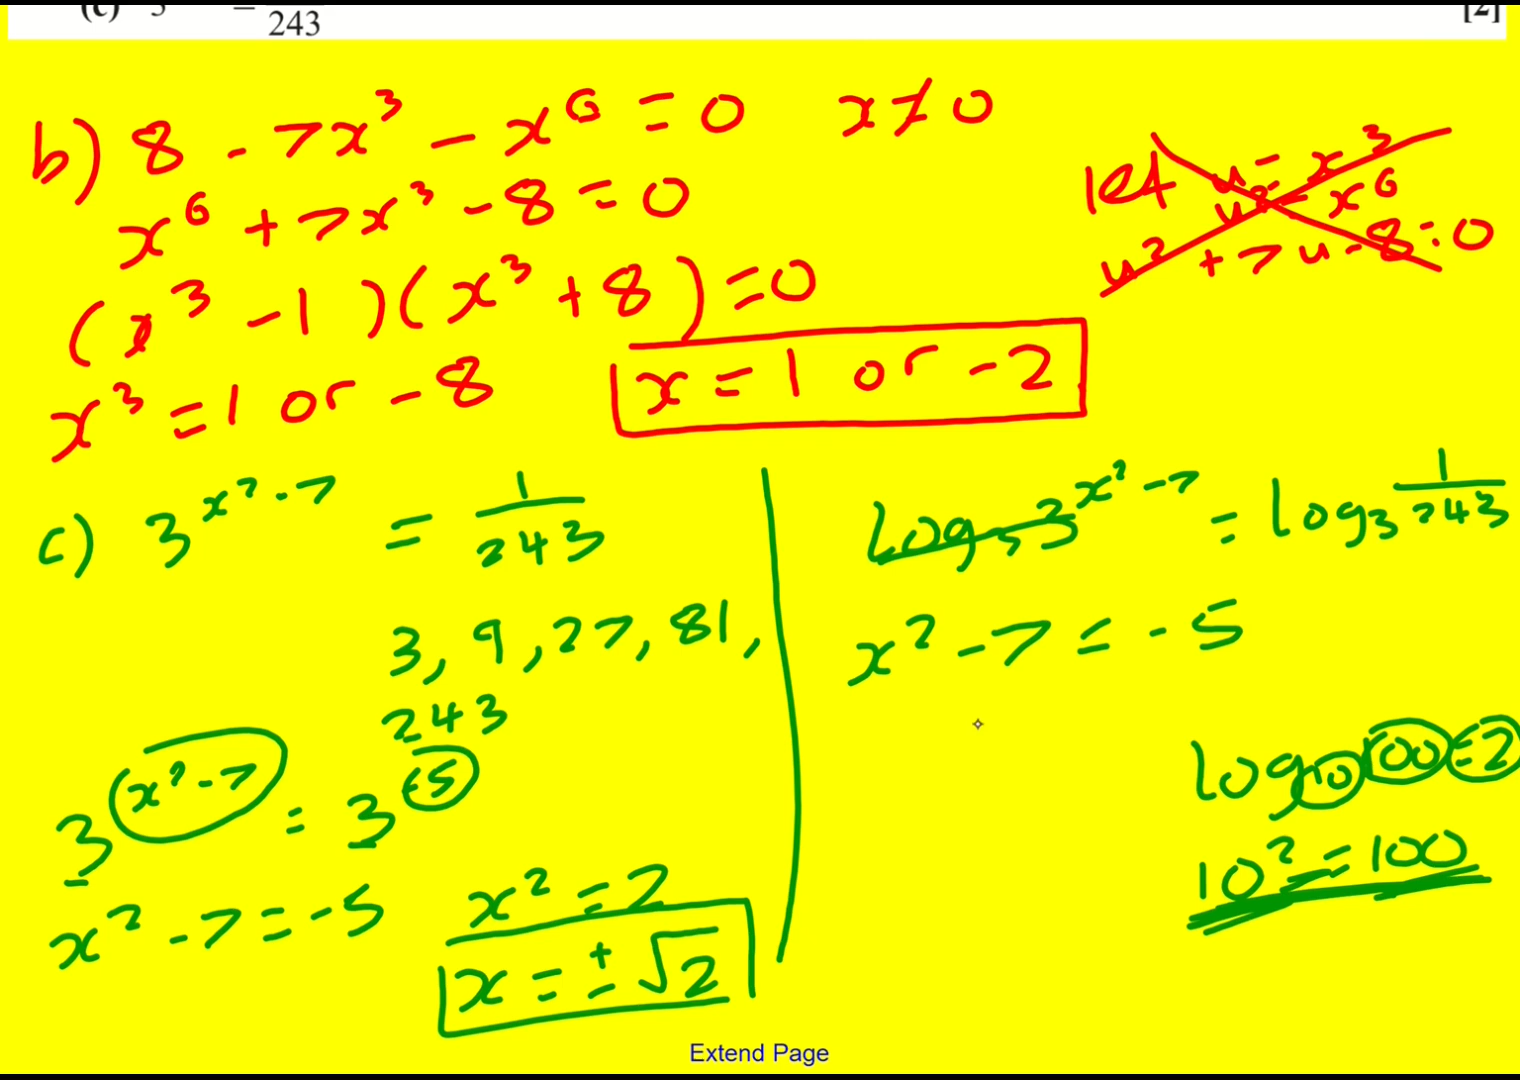 (c) 3 = 243 [2]
b) 8 - 7x³ - x⁶ = 0 x ≠ 0
x⁶ + 7x³ - 8 = 0
(x³ - 1)(x³ + 8) = 0
x³ = 1 or -8
x = 1 or -2
let u = x³
u² = x⁶
u² + 7u - 8 = 0
c) 3^(x²-7) = 1/243
3, 9, 27, 81,
243
3^(x²-7) = 3^(-5)
x² - 7 = -5
x² = 2
x = ±√2
log₃ 3^(x²-7) = log₃ 1/243
x² - 7 = -5
log₁₀ 100 = 2
10² = 100
Extend Page